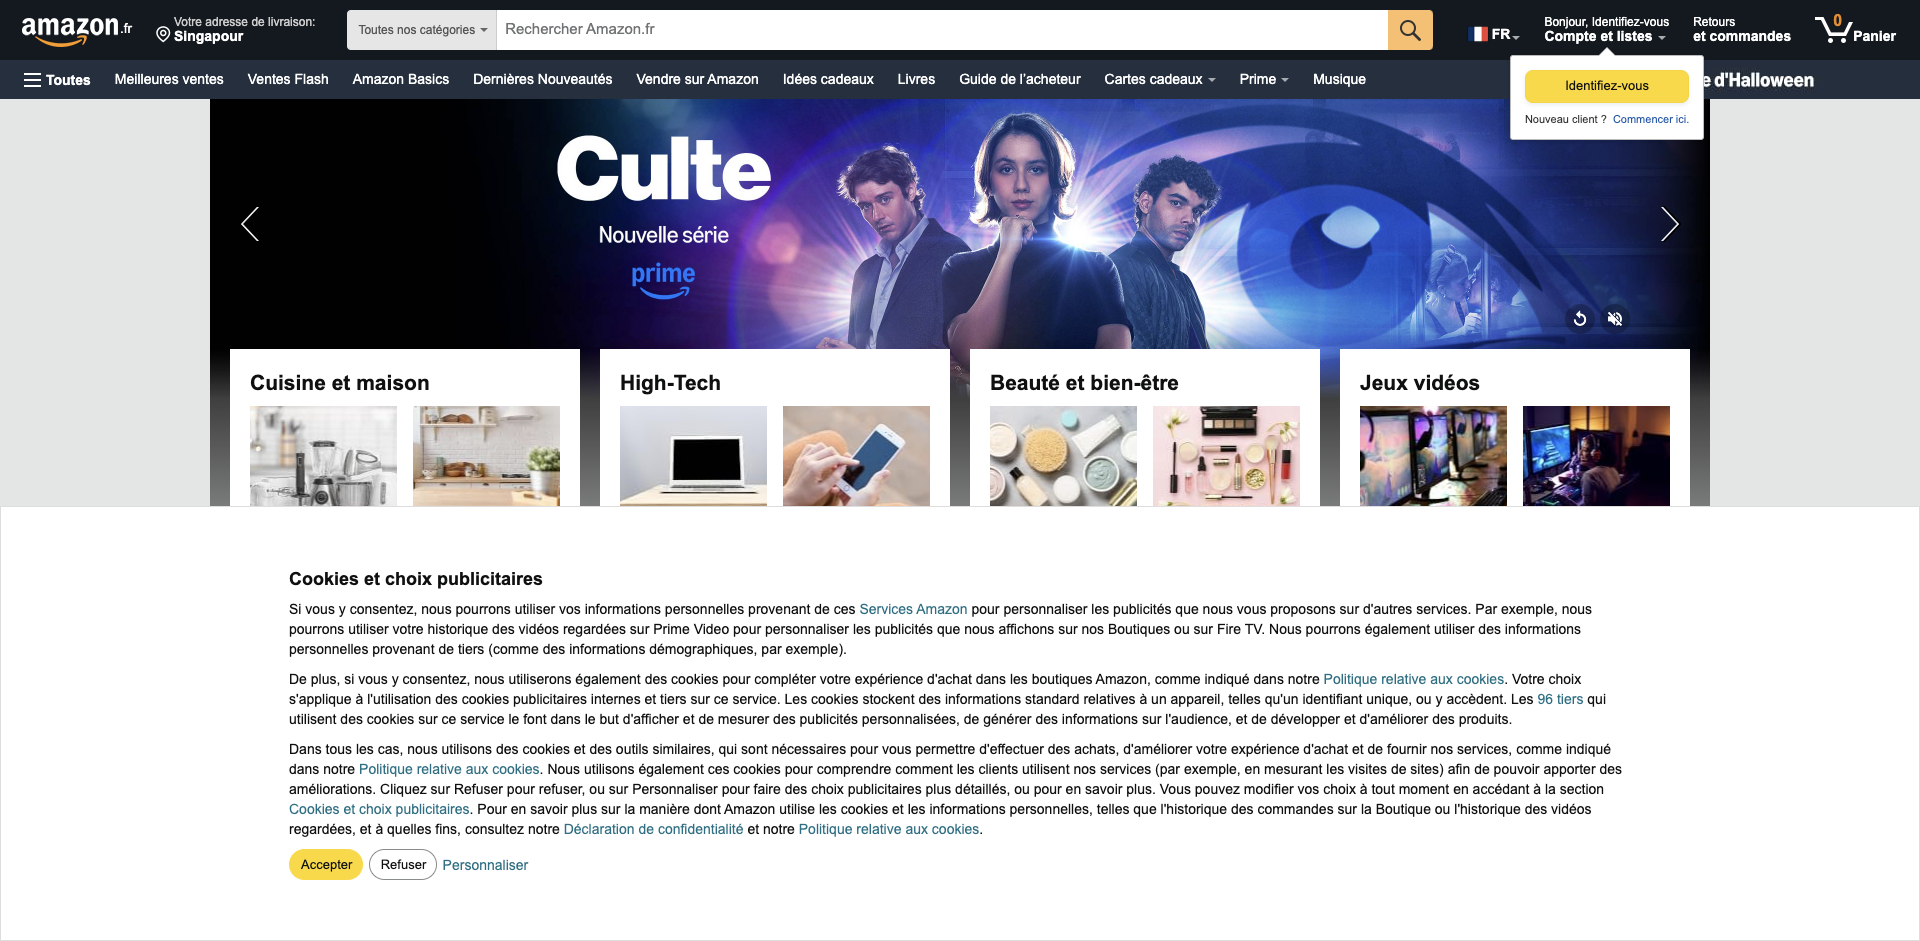 amazon.fr
Votre adresse de livraison:
Singapour
Toutes nos catégories
Rechercher Amazon.fr
FR
Bonjour, Identifiez-vous
Compte et listes
Retours
et commandes
0
Panier
Toutes
Meilleures ventes
Ventes Flash
Amazon Basics
Dernières Nouveautés
Vendre sur Amazon
Idées cadeaux
Livres
Guide de l’acheteur
Cartes cadeaux
Prime
Musique
d'Halloween
Identifiez-vous
Nouveau client ? Commencer ici.
Culte
Nouvelle série
prime
Cuisine et maison
High-Tech
Beauté et bien-être
Jeux vidéos
Cookies et choix publicitaires
Si vous y consentez, nous pourrons utiliser vos informations personnelles provenant de ces Services Amazon pour personnaliser les publicités que nous vous proposons sur d'autres services. Par exemple, nous
pourrons utiliser votre historique des vidéos regardées sur Prime Video pour personnaliser les publicités que nous affichons sur nos Boutiques ou sur Fire TV. Nous pourrons également utiliser des informations
personnelles provenant de tiers (comme des informations démographiques, par exemple).
De plus, si vous y consentez, nous utiliserons également des cookies pour compléter votre expérience d'achat dans les boutiques Amazon, comme indiqué dans notre Politique relative aux cookies. Votre choix
s'applique à l'utilisation des cookies publicitaires internes et tiers sur ce service. Les cookies stockent des informations standard relatives à un appareil, telles qu'un identifiant unique, ou y accèdent. Les 96 tiers qui
utilisent des cookies sur ce service le font dans le but d'afficher et de mesurer des publicités personnalisées, de générer des informations sur l'audience, et de développer et d'améliorer des produits.
Dans tous les cas, nous utilisons des cookies et des outils similaires, qui sont nécessaires pour vous permettre d'effectuer des achats, d'améliorer votre expérience d'achat et de fournir nos services, comme indiqué
dans notre Politique relative aux cookies. Nous utilisons également ces cookies pour comprendre comment les clients utilisent nos services (par exemple, en mesurant les visites de sites) afin de pouvoir apporter des
améliorations. Cliquez sur Refuser pour refuser, ou sur Personnaliser pour faire des choix publicitaires plus détaillés, ou pour en savoir plus. Vous pouvez modifier vos choix à tout moment en accédant à la section
Cookies et choix publicitaires. Pour en savoir plus sur la manière dont Amazon utilise les cookies et les informations personnelles, telles que l'historique des commandes sur la Boutique ou l'historique des vidéos
regardées, et à quelles fins, consultez notre Déclaration de confidentialité et notre Politique relative aux cookies.
Accepter
Refuser
Personnaliser